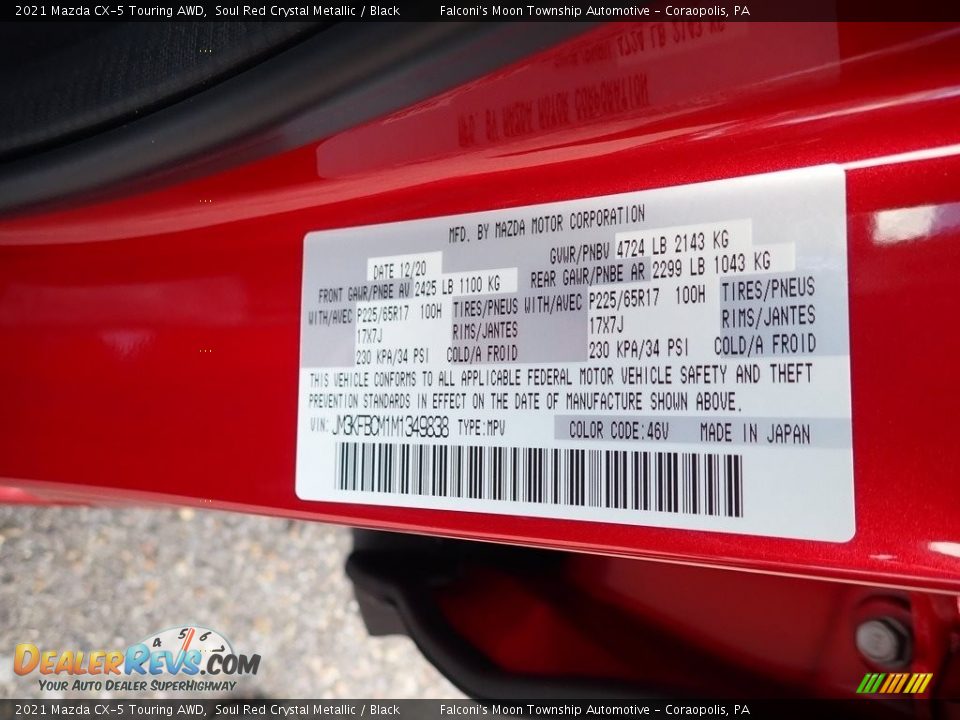 2021 Mazda CX-5 Touring AWD, Soul Red Crystal Metallic / Black Falconi's Moon Township Automotive - Coraopolis, PA
MFD. BY MAZDA MOTOR CORPORATION
DATE 12/20 GVWR/PNBV 4724 LB 2143 KG
FRONT GAWR/PNBE AV 2425 LB 1100 KG REAR GAWR/PNBE AR 2299 LB 1043 KG
WITH/AVEC P225/65R17 100H TIRES/PNEUS WITH/AVEC P225/65R17 100H TIRES/PNEUS
17X7J RIMS/JANTES 17X7J RIMS/JANTES
230 KPA/34 PSI COLD/A FROID 230 KPA/34 PSI COLD/A FROID
THIS VEHICLE CONFORMS TO ALL APPLICABLE FEDERAL MOTOR VEHICLE SAFETY AND THEFT
PREVENTION STANDARDS IN EFFECT ON THE DATE OF MANUFACTURE SHOWN ABOVE.
VIN: JM3KFBCM1M1349838 TYPE:MPV COLOR CODE:46V MADE IN JAPAN
4 5 6
DEALERREVS.COM
YOUR AUTO DEALER SUPERHIGHWAY
2021 Mazda CX-5 Touring AWD, Soul Red Crystal Metallic / Black Falconi's Moon Township Automotive - Coraopolis, PA